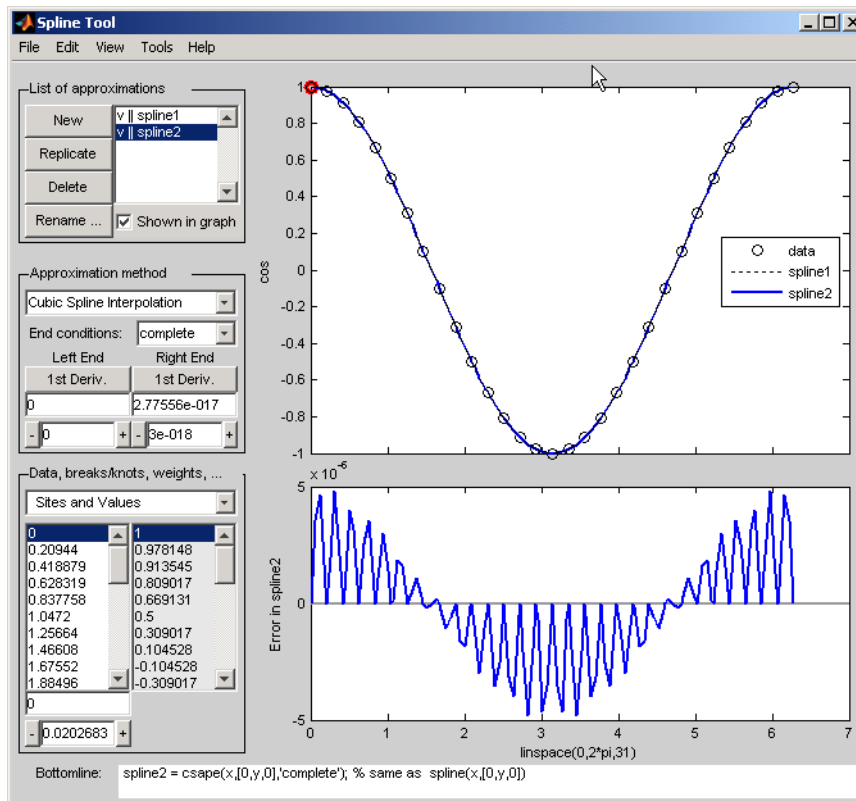 Spline Tool
File Edit View Tools Help
List of approximations
New
Replicate
Delete
Rename ...
v || spline1
v || spline2
Shown in graph
Approximation method
Cubic Spline Interpolation
End conditions: complete
Left End Right End
1st Deriv. 1st Deriv.
0 2.77556e-017
- 0 + - 3e-018 +
Data, breaks/knots, weights, ...
Sites and Values
0 1
0.20944 0.978148
0.418879 0.913545
0.628319 0.809017
0.837758 0.669131
1.0472 0.5
1.25664 0.309017
1.46608 0.104528
1.67552 -0.104528
1.88496 -0.309017
0
- 0.0202683 +
1
0.8
0.6
0.4
0.2
0
-0.2
-0.4
-0.6
-0.8
-1
cos
data
spline1
spline2
x 10^-6
5
0
-5
Error in spline2
0 1 2 3 4 5 6 7
linspace(0,2*pi,31)
Bottomline: spline2 = csape(x,[0,y,0],'complete'); % same as spline(x,[0,y,0])